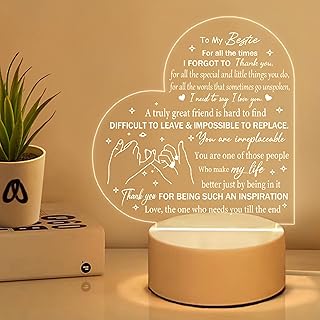 To My Bestie
For all the times
I FORGOT TO Thank you,
for all the special and little things you do,
for all the words that sometimes go unspoken,
I need to say I love you
A truly great friend is hard to find
DIFFICULT TO LEAVE & IMPOSSIBLE TO REPLACE.
You are irreplaceable
You are one of those people
Who make my life
better just by being in it
Thank you FOR BEING SUCH AN INSPIRATION
Love, the one who needs you till the end